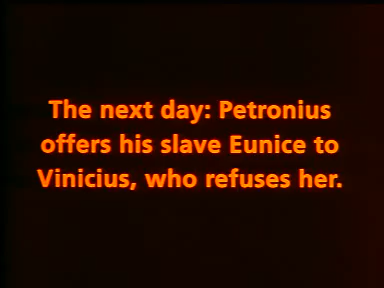 The next day: Petronius
offers his slave Eunice to
Vinicius, who refuses her.